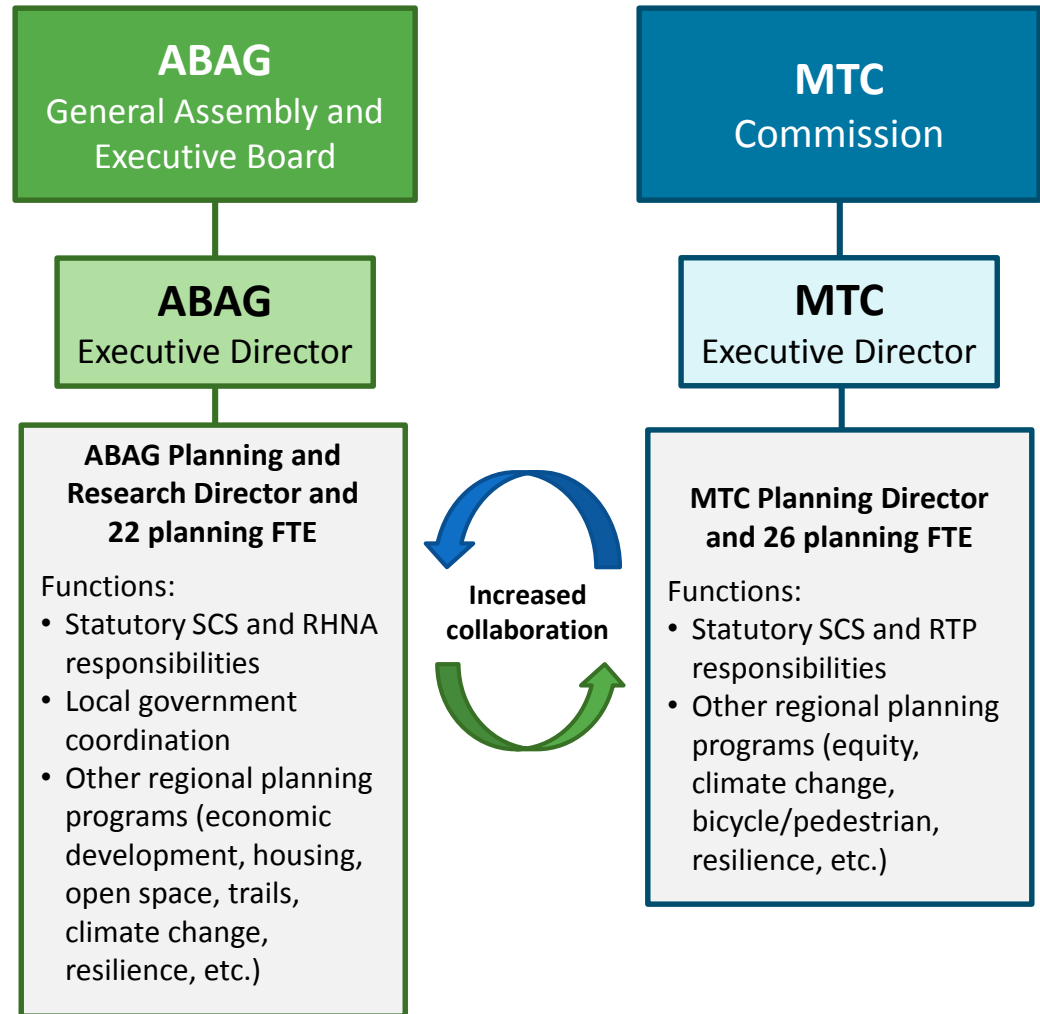 ABAG
General Assembly and
Executive Board
MTC
Commission
ABAG
Executive Director
MTC
Executive Director
ABAG Planning and
Research Director and
22 planning FTE
Functions:
• Statutory SCS and RHNA
responsibilities
• Local government
coordination
• Other regional planning
programs (economic
development, housing,
open space, trails,
climate change,
resilience, etc.)
Increased
collaboration
MTC Planning Director
and 26 planning FTE
Functions:
• Statutory SCS and RTP
responsibilities
• Other regional planning
programs (equity,
climate change,
bicycle/pedestrian,
resilience, etc.)